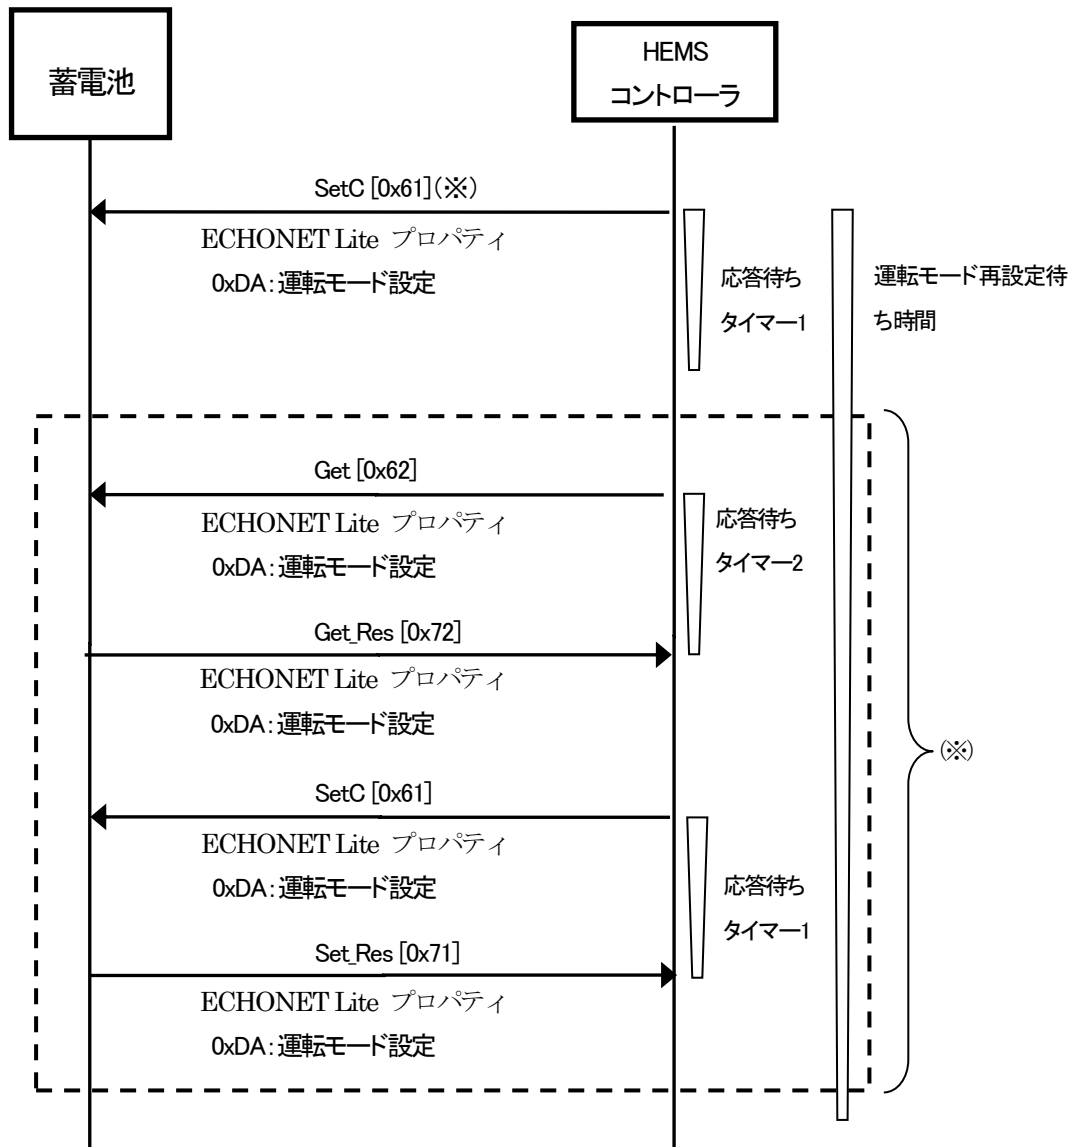 蓄電池
HEMS
コントローラ
SetC [0x61](※)
ECHONET Lite プロパティ
0xDA:運転モード設定
応答待ち
タイマー1
運転モード再設定待
ち時間
Get [0x62]
ECHONET Lite プロパティ
0xDA:運転モード設定
応答待ち
タイマー2
Get_Res [0x72]
ECHONET Lite プロパティ
0xDA:運転モード設定
(※)
SetC [0x61]
ECHONET Lite プロパティ
0xDA:運転モード設定
応答待ち
タイマー1
Set_Res [0x71]
ECHONET Lite プロパティ
0xDA:運転モード設定